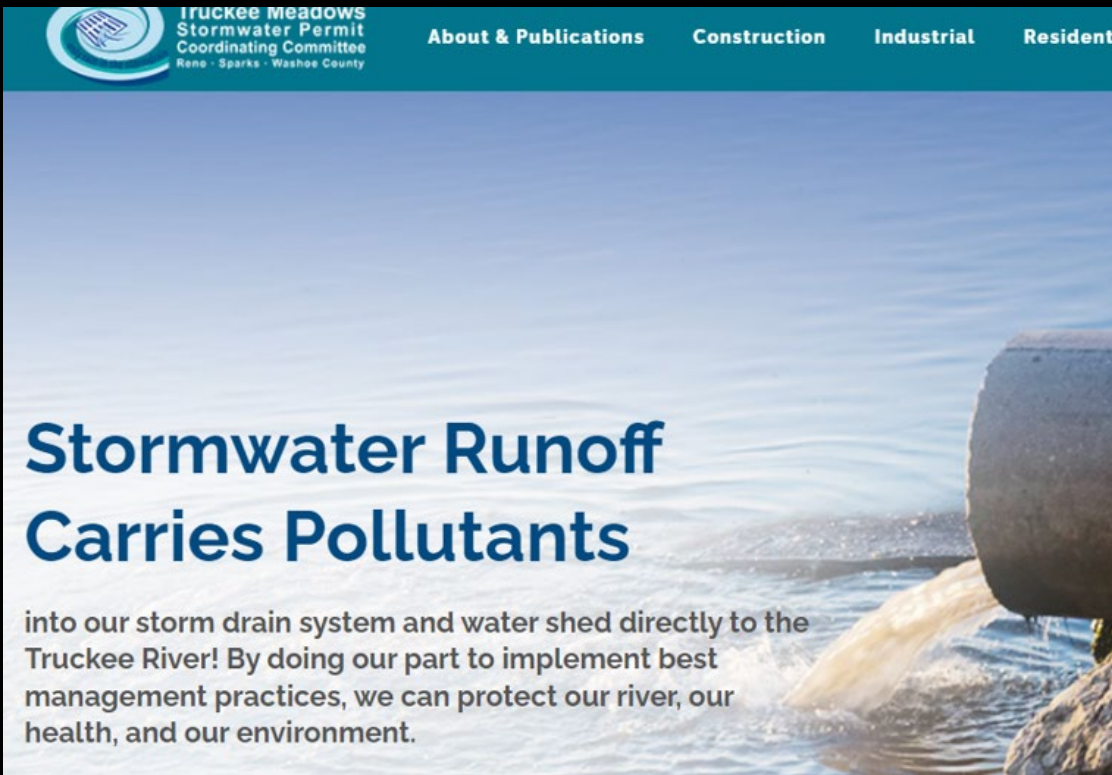 Truckee Meadows
Stormwater Permit
Coordinating Committee
Reno - Sparks - Washoe County
About & Publications
Construction
Industrial
Resident
Stormwater Runoff
Carries Pollutants
into our storm drain system and water shed directly to the
Truckee River! By doing our part to implement best
management practices, we can protect our river, our
health, and our environment.